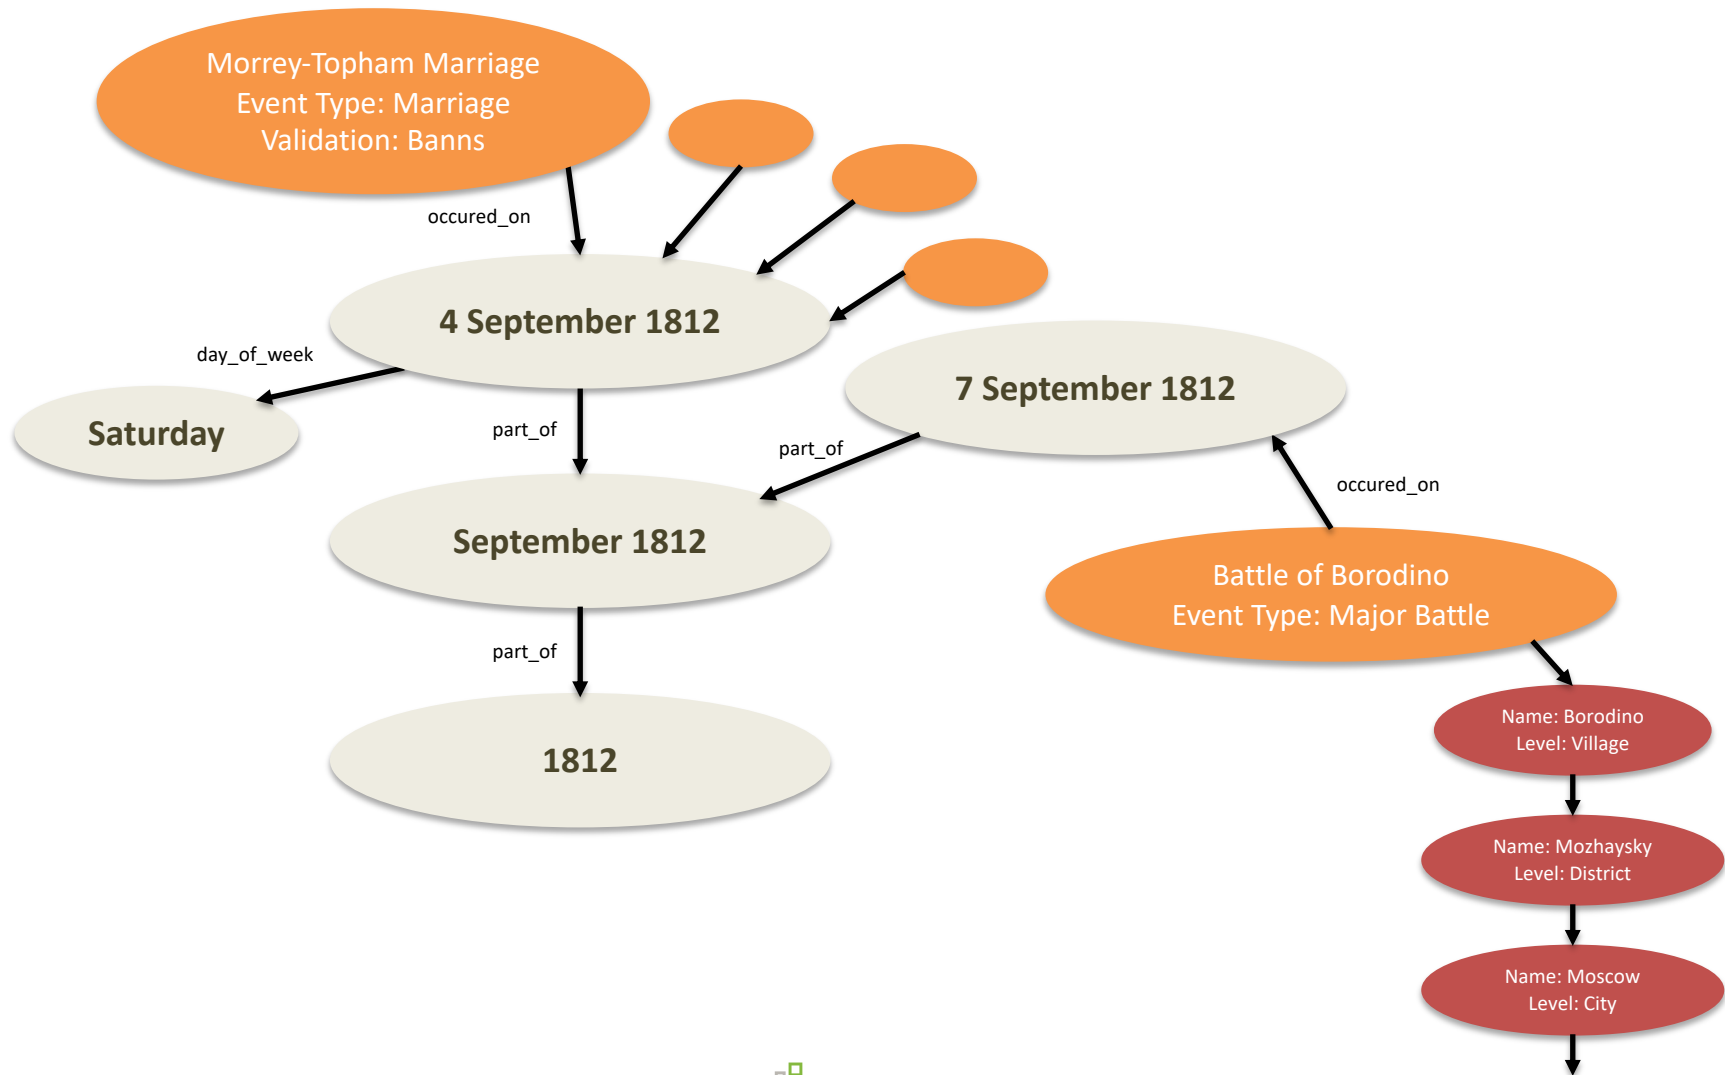 Morrey-Topham Marriage
Event Type: Marriage
Validation: Banns
occured_on
4 September 1812
day_of_week
Saturday
part_of
7 September 1812
part_of
occured_on
September 1812
Battle of Borodino
Event Type: Major Battle
part_of
1812
Name: Borodino
Level: Village
Name: Mozhaysky
Level: District
Name: Moscow
Level: City